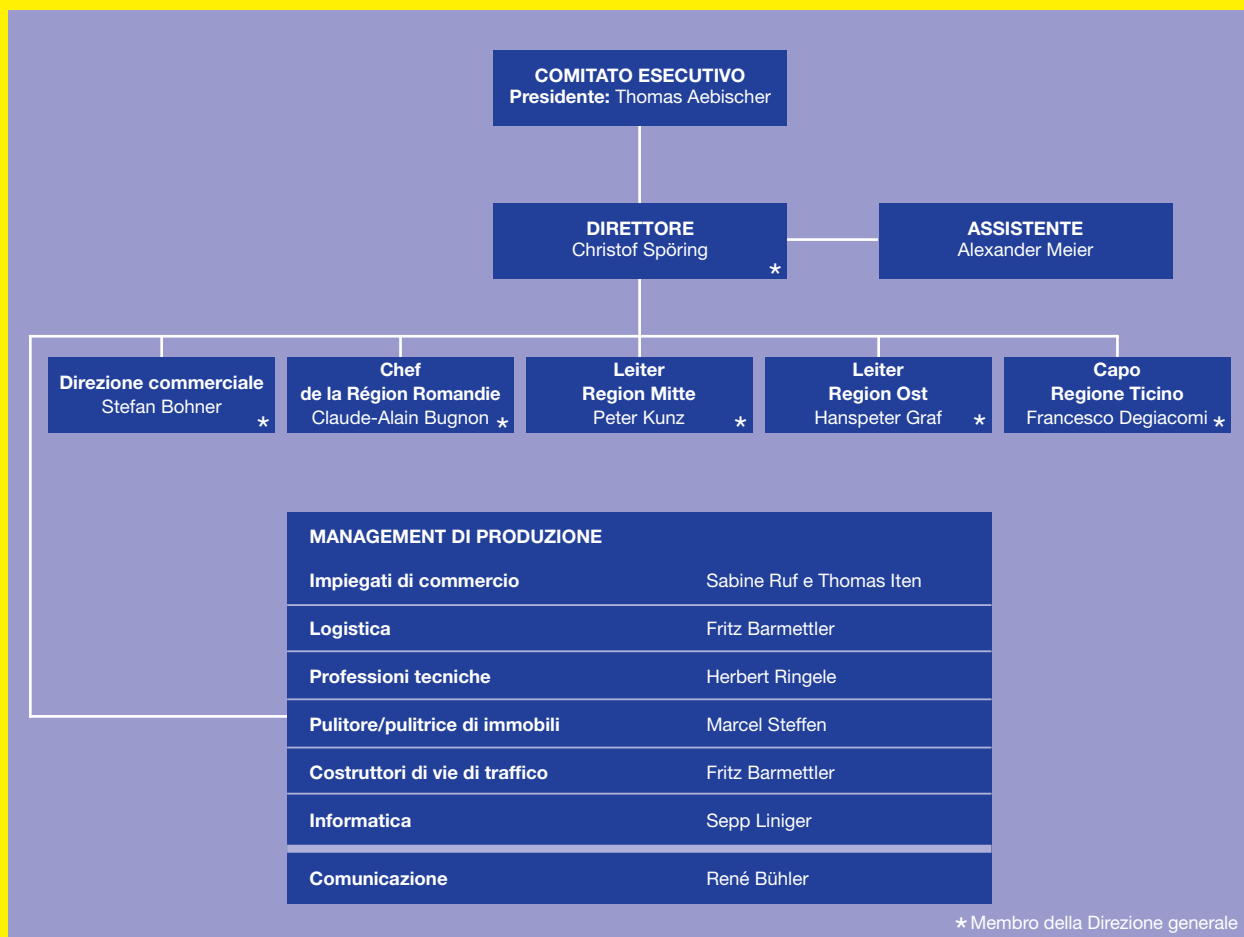 COMITATO ESECUTIVO
Presidente: Thomas Aebischer
DIRETTORE
Christof Spöring
*
ASSISTENTE
Alexander Meier
Direzione commerciale
Stefan Bohner
*
Chef
de la Région Romandie
Claude-Alain Bugnon *
Leiter
Region Mitte
Peter Kunz *
Leiter
Region Ost
Hanspeter Graf *
Capo
Regione Ticino
Francesco Degiacomi *
MANAGEMENT DI PRODUZIONE
Impiegati di commercio Sabine Ruf e Thomas Iten
Logistica Fritz Barmettler
Professioni tecniche Herbert Ringele
Pulitore/pulitrice di immobili Marcel Steffen
Costruttori di vie di traffico Fritz Barmettler
Informatica Sepp Liniger
Comunicazione René Bühler
* Membro della Direzione generale